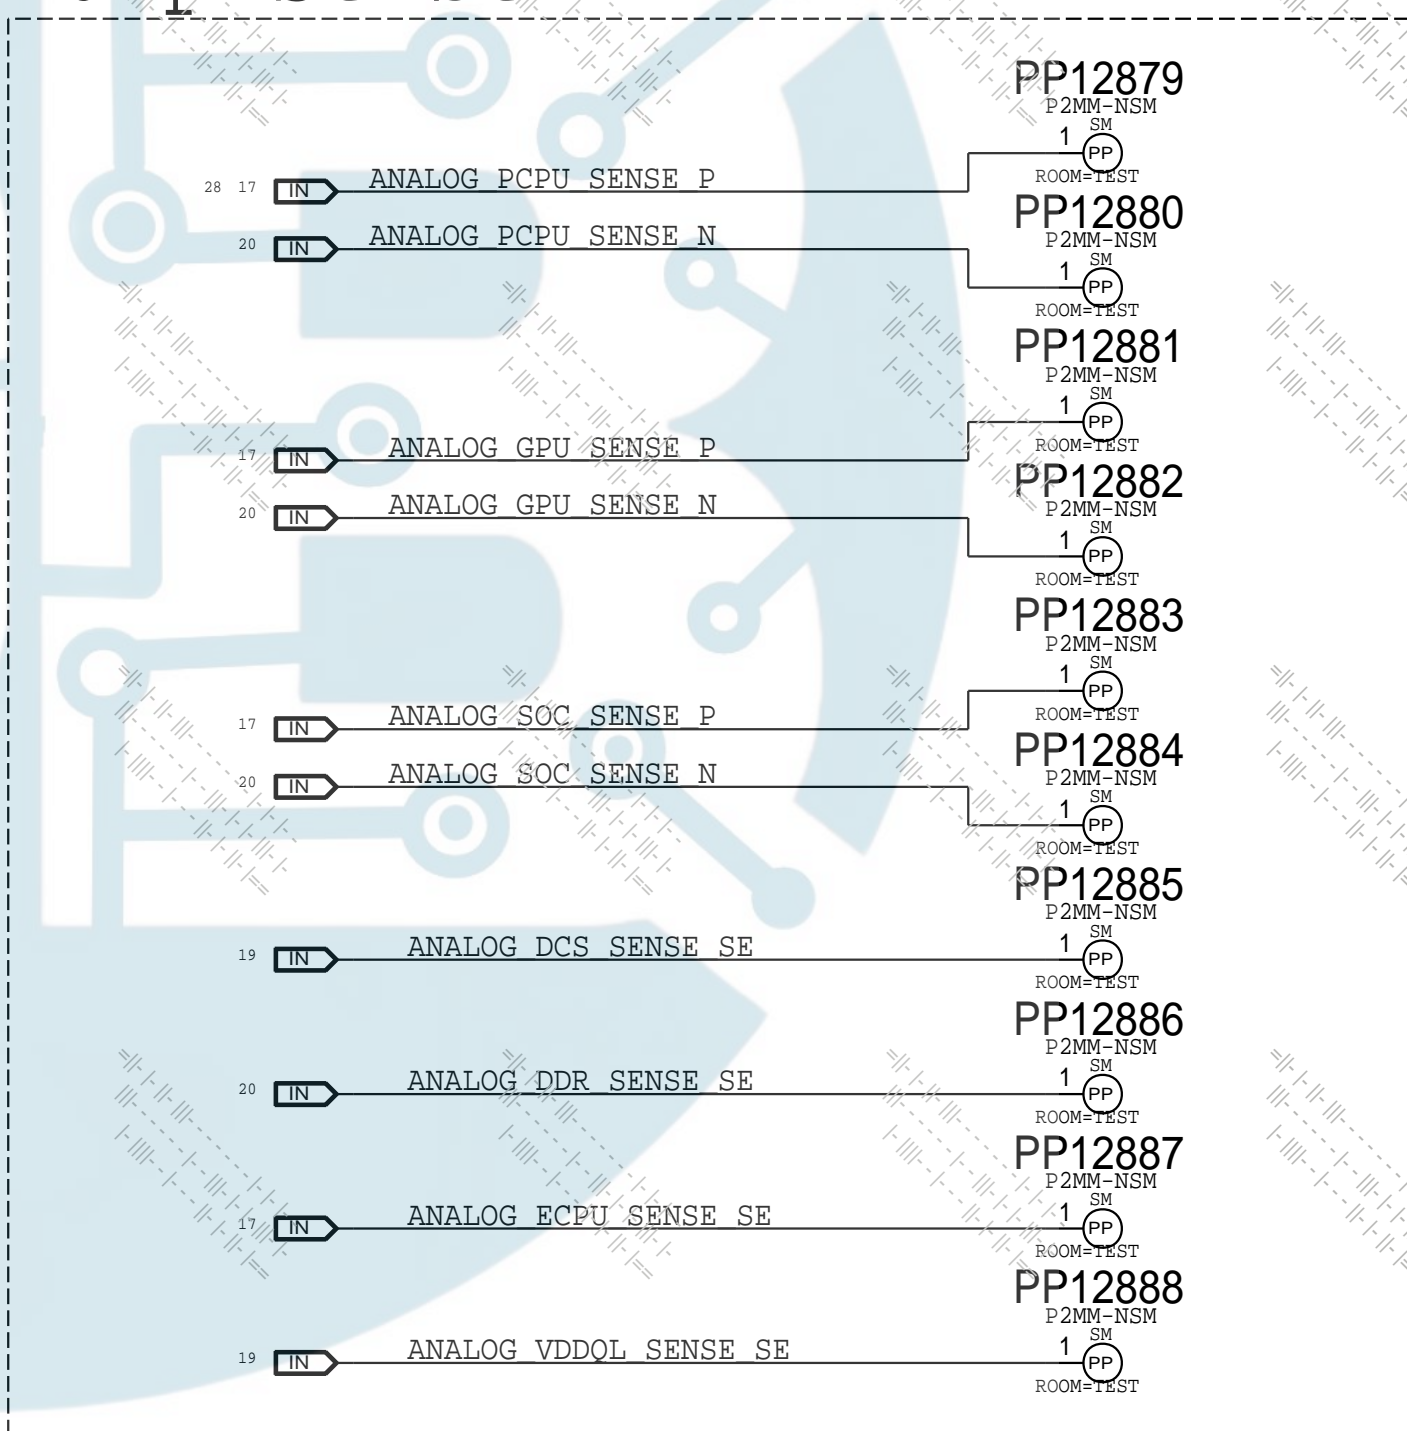 PP12879
P2MM-NSM
SM
1 PP
ROOM=TEST
28 17 IN ANALOG_PCPU_SENSE_P
PP12880
P2MM-NSM
SM
1 PP
ROOM=TEST
20 IN ANALOG_PCPU_SENSE_N
PP12881
P2MM-NSM
SM
1 PP
ROOM=TEST
17 IN ANALOG_GPU_SENSE_P
PP12882
P2MM-NSM
SM
1 PP
ROOM=TEST
20 IN ANALOG_GPU_SENSE_N
PP12883
P2MM-NSM
SM
1 PP
ROOM=TEST
17 IN ANALOG_SOC_SENSE_P
PP12884
P2MM-NSM
SM
1 PP
ROOM=TEST
20 IN ANALOG_SOC_SENSE_N
PP12885
P2MM-NSM
SM
1 PP
ROOM=TEST
19 IN ANALOG_DCS_SENSE_SE
PP12886
P2MM-NSM
SM
1 PP
ROOM=TEST
20 IN ANALOG_DDR_SENSE_SE
PP12887
P2MM-NSM
SM
1 PP
ROOM=TEST
17 IN ANALOG_ECPU_SENSE_SE
PP12888
P2MM-NSM
SM
1 PP
ROOM=TEST
19 IN ANALOG_VDDQL_SENSE_SE